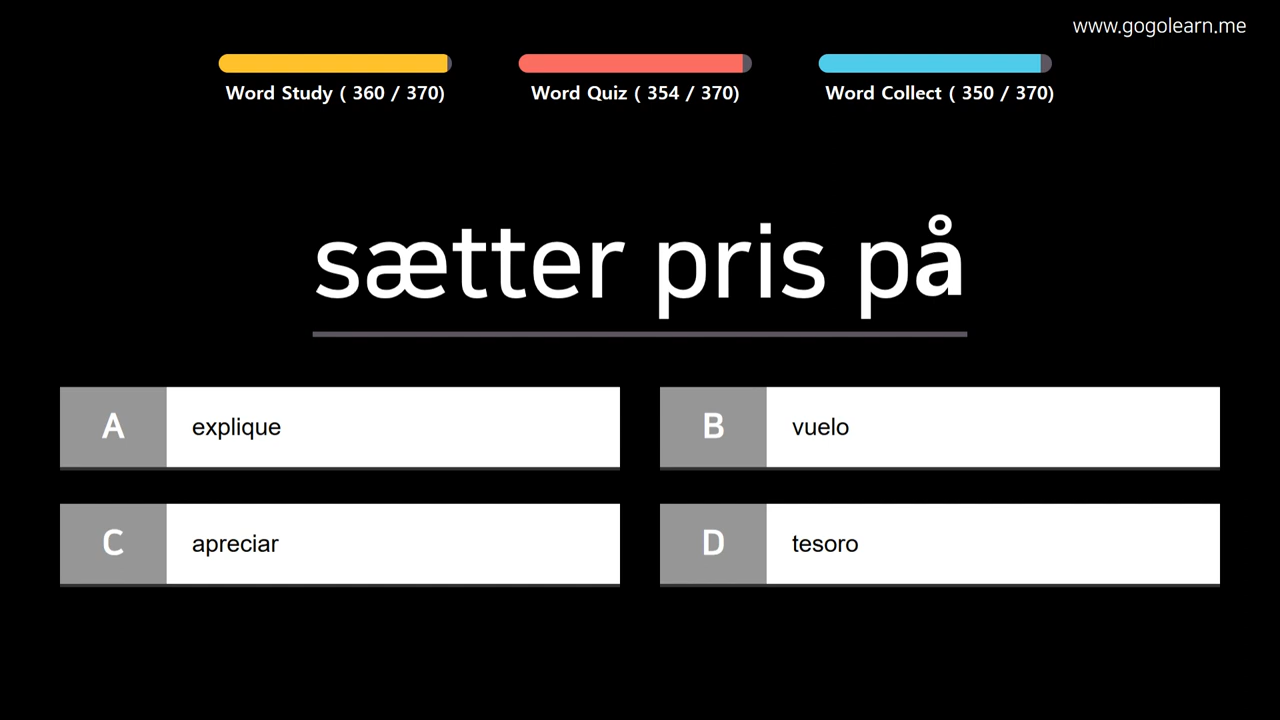 www.gogolearn.me
Word Study ( 360 / 370)
Word Quiz ( 354 / 370)
Word Collect ( 350 / 370)
sætter pris på
A
explique
B
vuelo
C
apreciar
D
tesoro